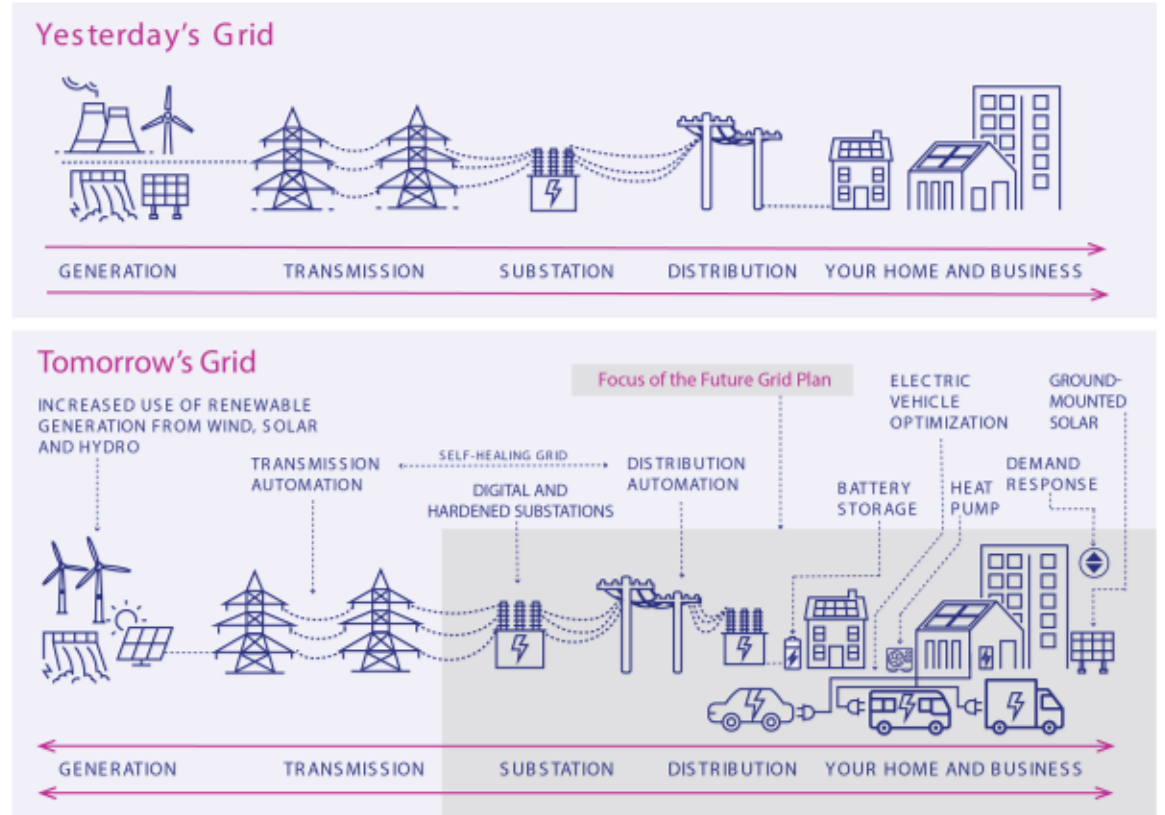 Yesterday's Grid
GENERATION
TRANSMISSION
SUBSTATION
DISTRIBUTION
YOUR HOME AND BUSINESS
Tomorrow's Grid
INCREASED USE OF RENEWABLE
GENERATION FROM WIND, SOLAR
AND HYDRO
TRANSMISSION
AUTOMATION
SELF-HEALING GRID
DIGITAL AND
HARDENED SUBSTATIONS
DISTRIBUTION
AUTOMATION
Focus of the Future Grid Plan
BATTERY
STORAGE
ELECTRIC
VEHICLE
OPTIMIZATION
HEAT
PUMP
DEMAND
RESPONSE
GROUND-
MOUNTED
SOLAR
GENERATION
TRANSMISSION
SUBSTATION
DISTRIBUTION
YOUR HOME AND BUSINESS